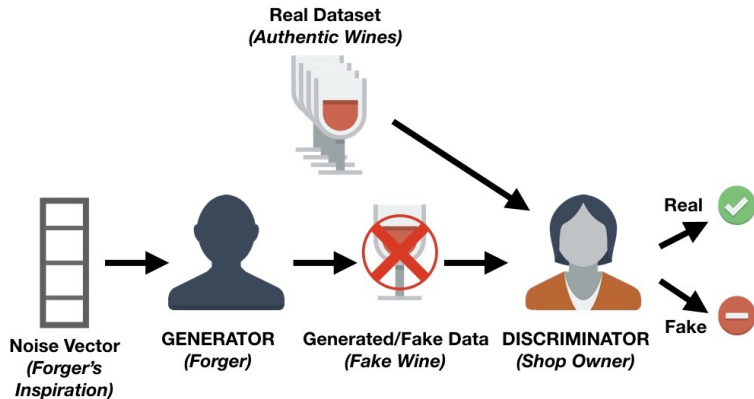 Real Dataset
(Authentic Wines)
Real
Fake
Noise Vector
(Forger's
Inspiration)
GENERATOR
(Forger)
Generated/Fake Data
(Fake Wine)
DISCRIMINATOR
(Shop Owner)